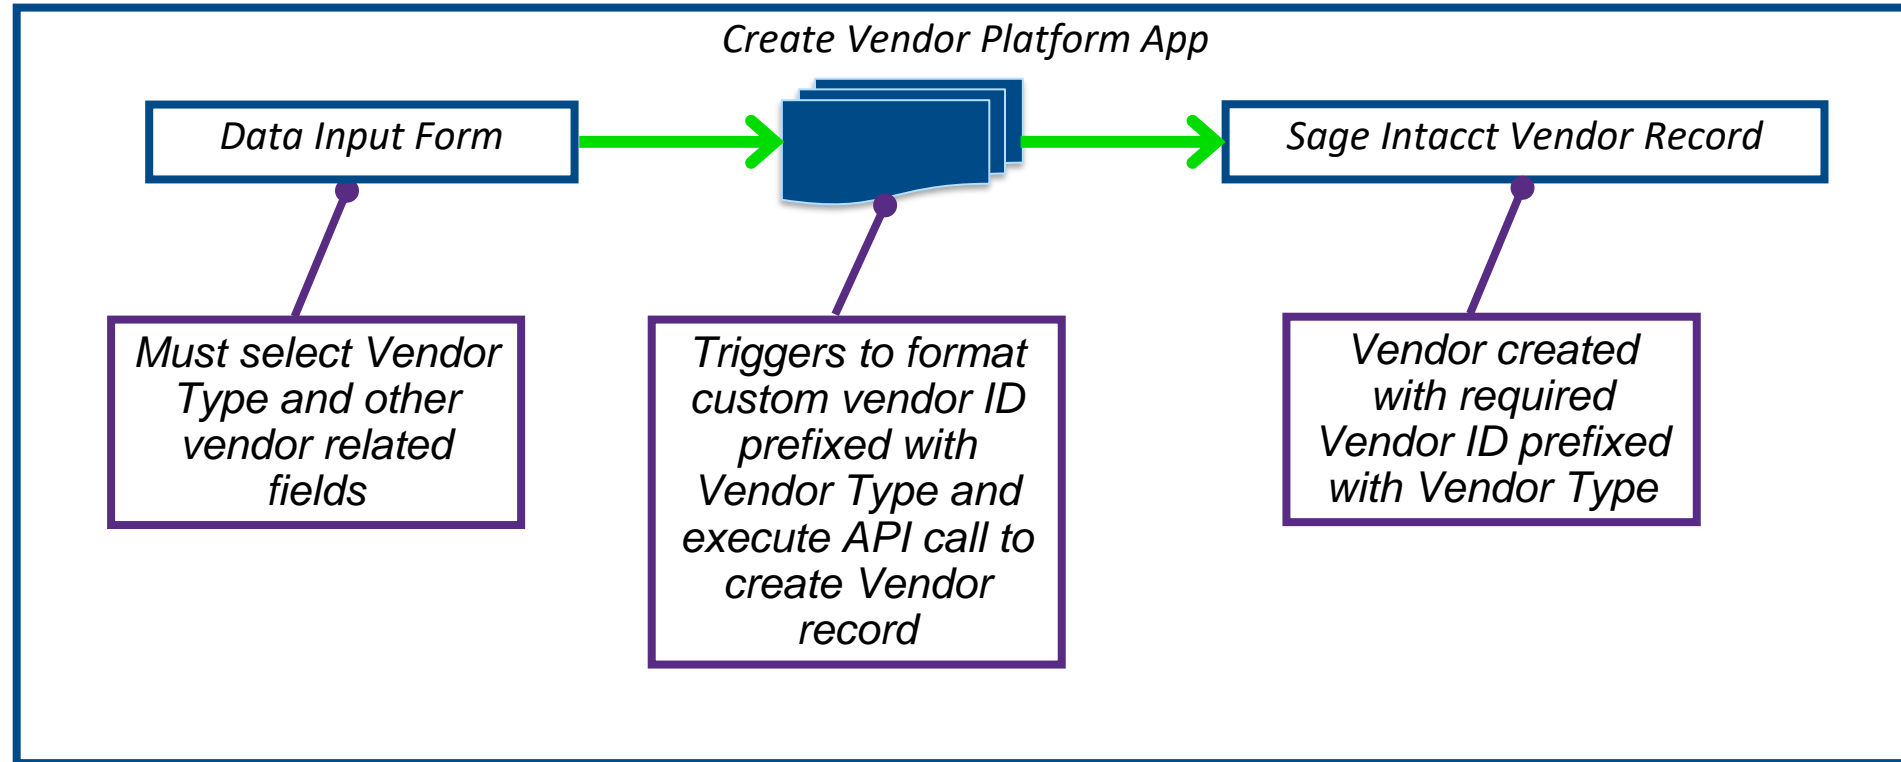 Create Vendor Platform App
Data Input Form
Sage Intacct Vendor Record
Must select Vendor
Type and other
vendor related
fields
Triggers to format
custom vendor ID
prefixed with
Vendor Type and
execute API call to
create Vendor
record
Vendor created
with required
Vendor ID prefixed
with Vendor Type